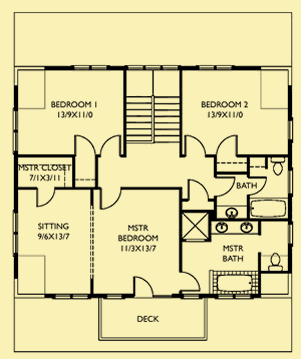 BEDROOM 1
13/9X11/0
BEDROOM 2
13/9X11/0
MSTR CLOSET
7/1X3/11
BATH
SITTING
9/6X13/7
MSTR
BEDROOM
11/3X13/7
MSTR
BATH
DECK